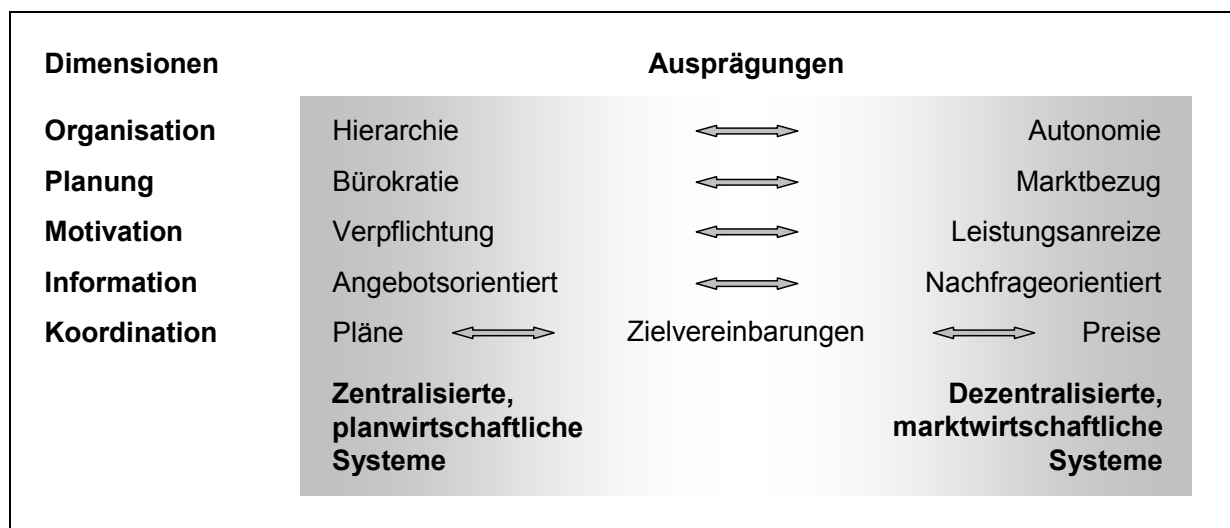 Dimensionen Ausprägungen
Organisation Hierarchie Autonomie
Planung Bürokratie Marktbezug
Motivation Verpflichtung Leistungsanreize
Information Angebotsorientiert Nachfrageorientiert
Koordination Pläne Zielvereinbarungen Preise
Zentralisierte,
planwirtschaftliche
Systeme
Dezentralisierte,
marktwirtschaftliche
Systeme